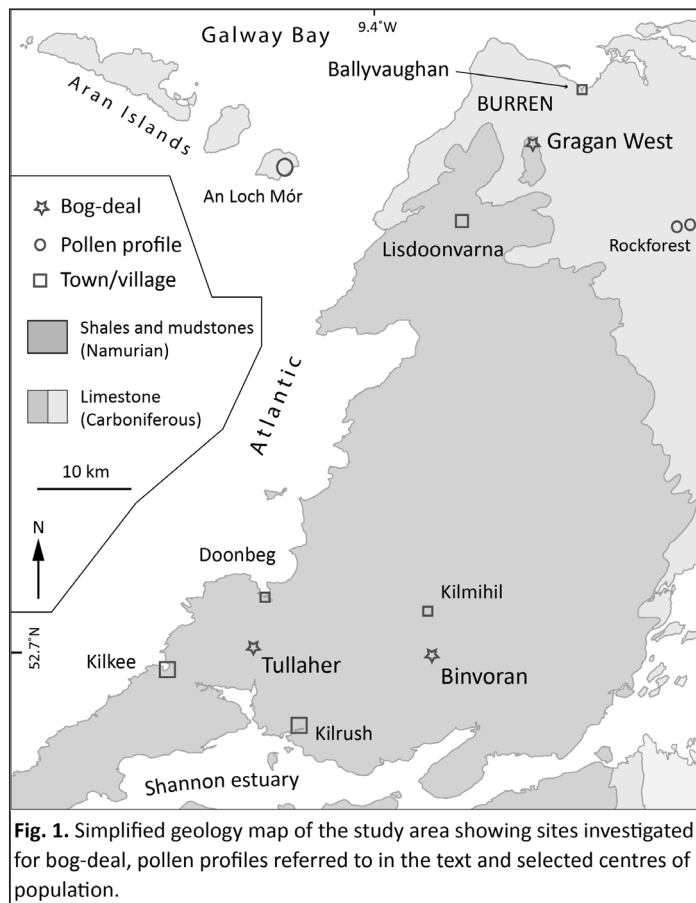 9.4°W
Galway Bay
Ballyvaughan
Aran Islands
BURREN
Gragan West
An Loch Mór
Bog-deal
Pollen profile
Rockforest
Town/village
Lisdoonvarna
Shales and mudstones
(Namurian)
Limestone
(Carboniferous)
Atlantic
10 km
N
Doonbeg
Kilmihil
52.7°N
Kilkee
Tullaher
Binvoran
Kilrush
Shannon estuary
Fig. 1. Simplified geology map of the study area showing sites investigated
for bog-deal, pollen profiles referred to in the text and selected centres of
population.